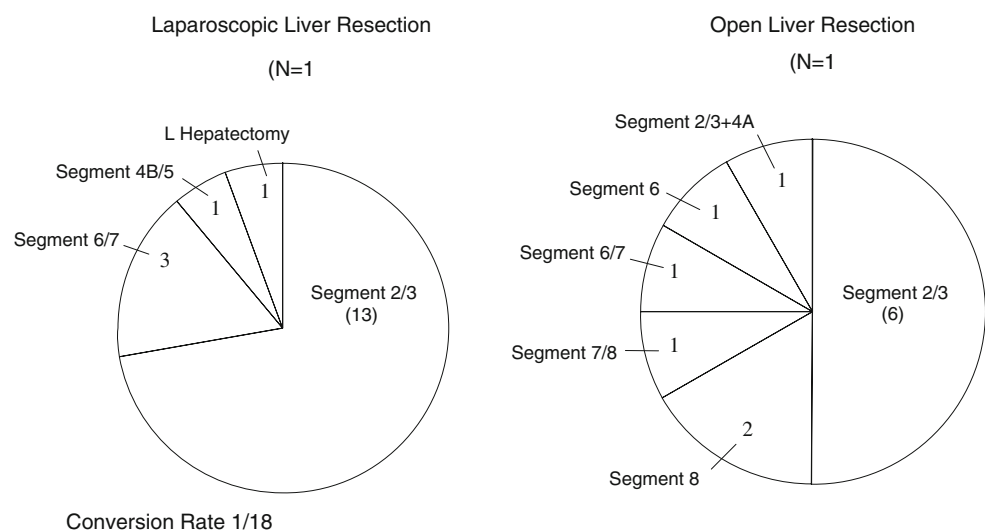 Laparoscopic Liver Resection
(N=1
L Hepatectomy
Segment 4B/5
1
1
Segment 6/7
3
Segment 2/3
(13)
Conversion Rate 1/18
Open Liver Resection
(N=1
Segment 2/3+4A
1
Segment 6
1
Segment 6/7
1
Segment 2/3
(6)
Segment 7/8
1
2
Segment 8